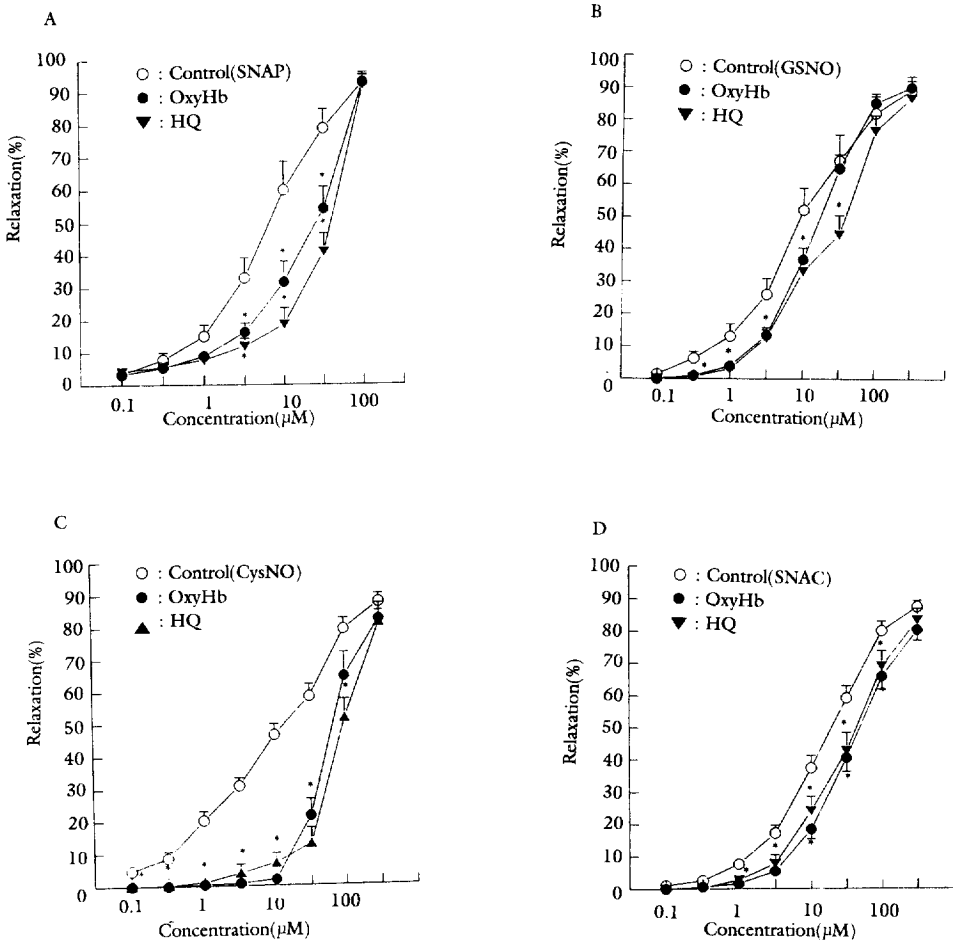 A
○ : Control(SNAP)
● : OxyHb
▼ : HQ
Relaxation(%)
100
90
80
70
60
50
40
30
20
10
0
* * * * * *
0.1 1 10 100
Concentration(µM)
B
○ : Control(GSNO)
● : OxyHb
▼ : HQ
Relaxation(%)
100
90
80
70
60
50
40
30
20
10
0
* * * * *
0.1 1 10 100
Concentration(µM)
C
○ : Control(CysNO)
● : OxyHb
▲ : HQ
Relaxation(%)
100
90
80
70
60
50
40
30
20
10
0
* * * * * * *
0.1 1 10 100
Concentration(µM)
D
○ : Control(SNAC)
● : OxyHb
▼ : HQ
Relaxation(%)
100
90
80
70
60
50
40
30
20
10
0
* * * * * * * *
0.1 1 10 100
Concentration(µM)